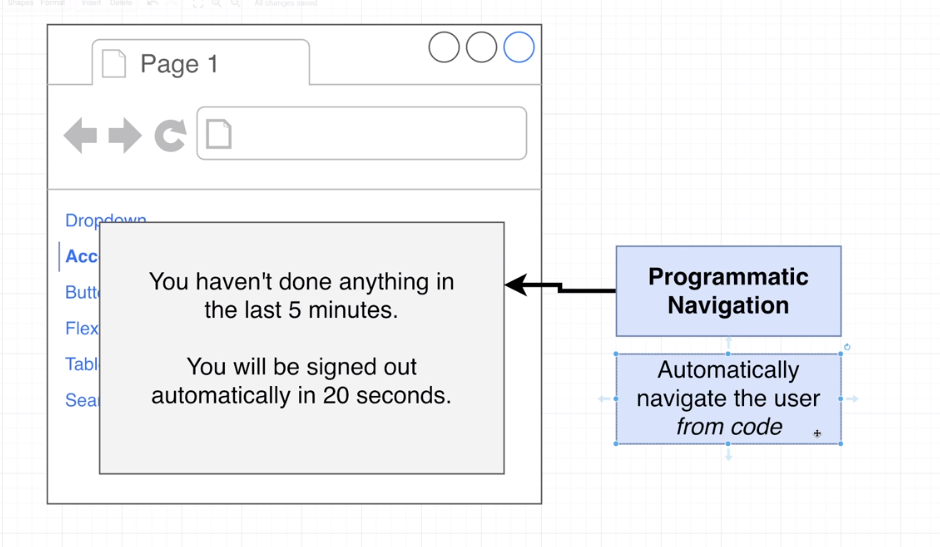 Shapes Format Insert Delete All changes saved
Page 1
Dropdown
Acc
Butt
Flex
Tabl
Sear
You haven't done anything in
the last 5 minutes.
You will be signed out
automatically in 20 seconds.
Programmatic
Navigation
Automatically
navigate the user
from code